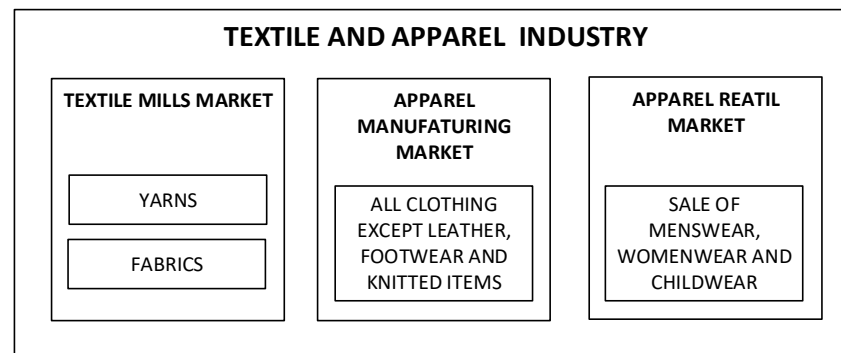 TEXTILE AND APPAREL INDUSTRY
TEXTILE MILLS MARKET
YARNS
FABRICS
APPAREL
MANUFATURING
MARKET
ALL CLOTHING
EXCEPT LEATHER,
FOOTWEAR AND
KNITTED ITEMS
APPAREL REATIL
MARKET
SALE OF
MENSWEAR,
WOMENWEAR AND
CHILDWEAR